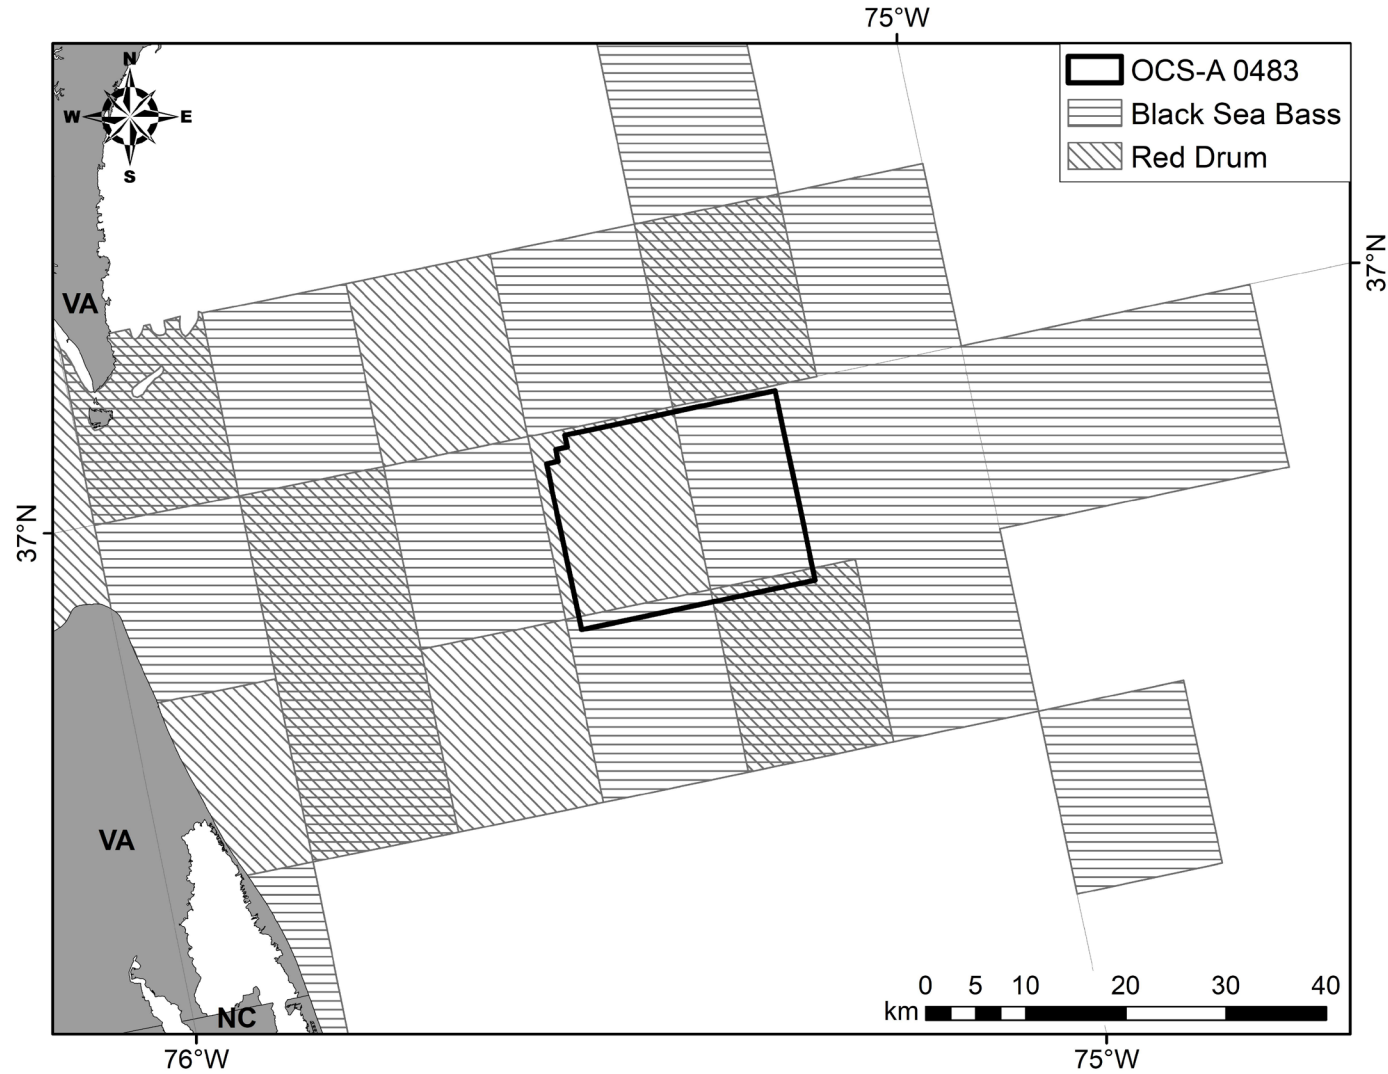 75°W
N
W E
S
OCS-A 0483
Black Sea Bass
Red Drum
37°N
VA
37°N
VA
NC
0 5 10 20 30 40
km
76°W
75°W